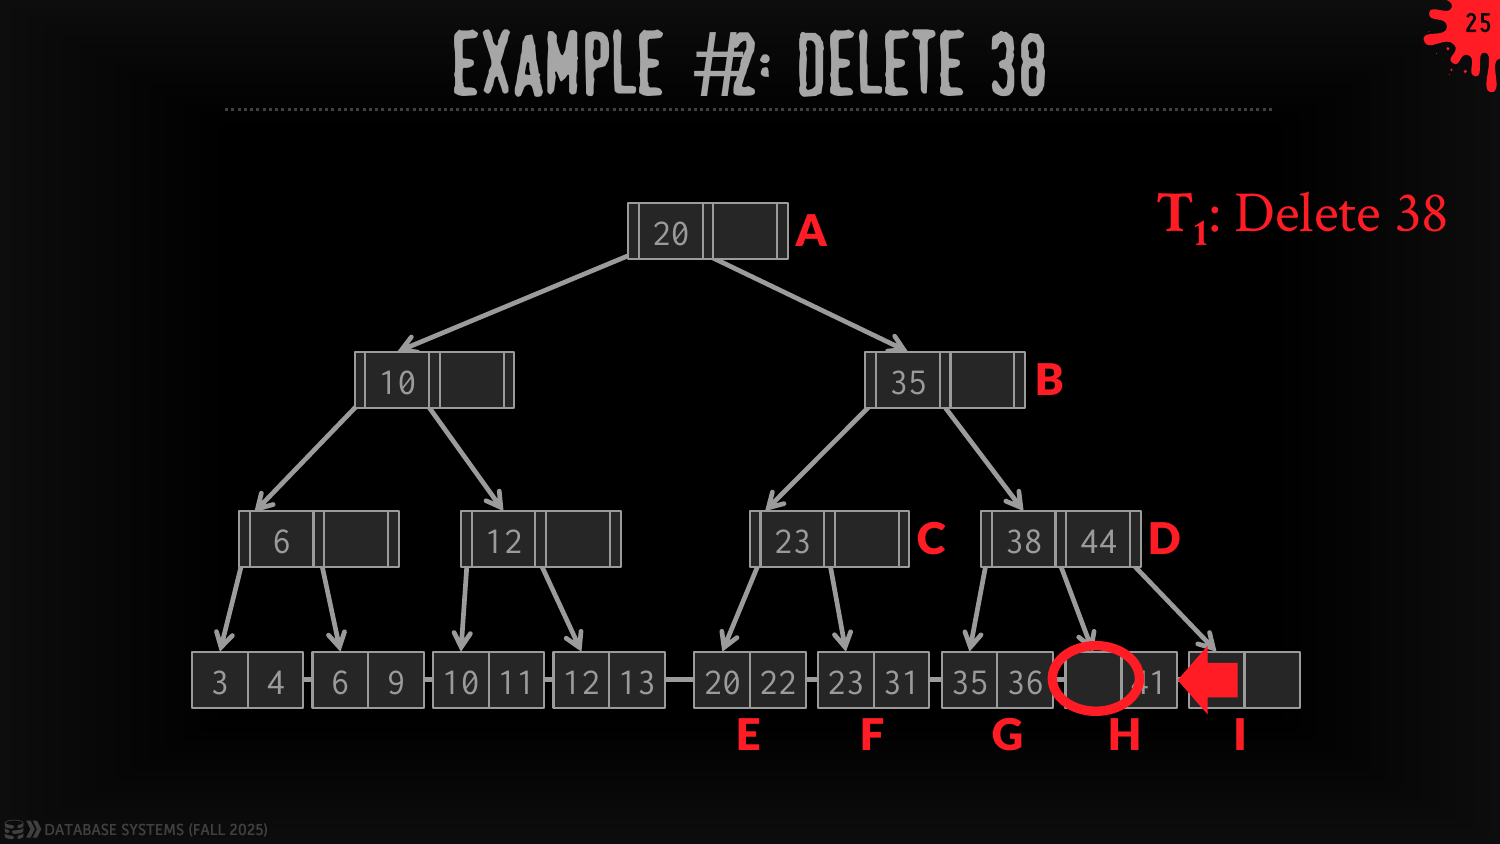 25
EXAMPLE #2: DELETE 38
T1: Delete 38
20 A
10 35 B
6 12 23 C 38 44 D
3 4 6 9 10 11 12 13 20 22 23 31 35 36 41
E F G H I
DATABASE SYSTEMS (FALL 2025)